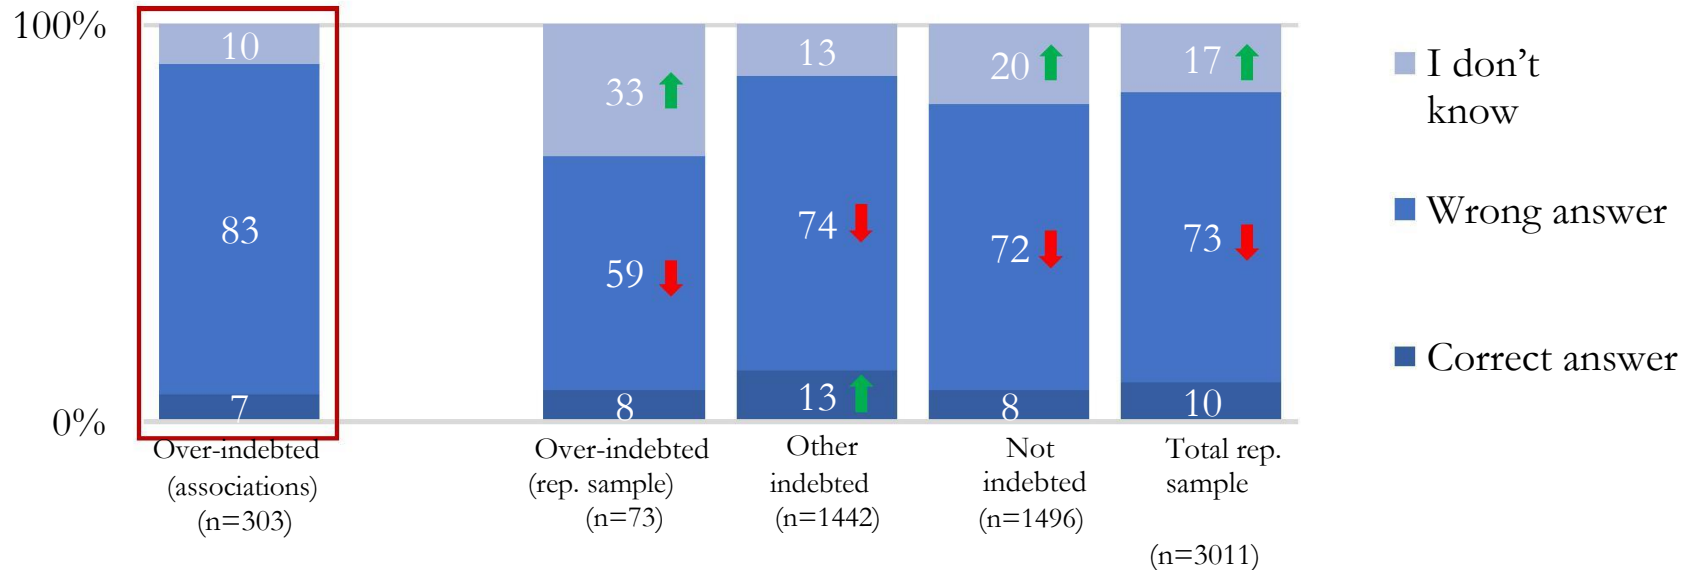 100%
10
33
13
20
17
83
59
74
72
73
7
8
13
8
10
0%
I don't
know
Wrong answer
Correct answer
Over-indebted
(associations)
(n=303)
Over-indebted
(rep. sample)
(n=73)
Other
indebted
(n=1442)
Not
indebted
(n=1496)
Total rep.
sample
(n=3011)